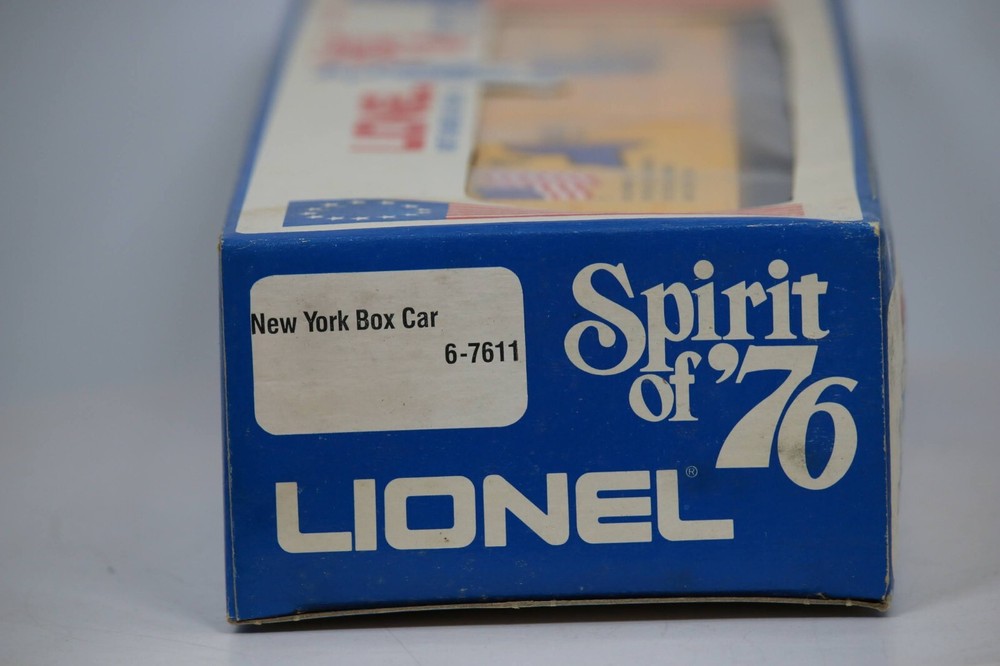 New York Box Car
6-7611
Spirit
of '76
LIONEL®